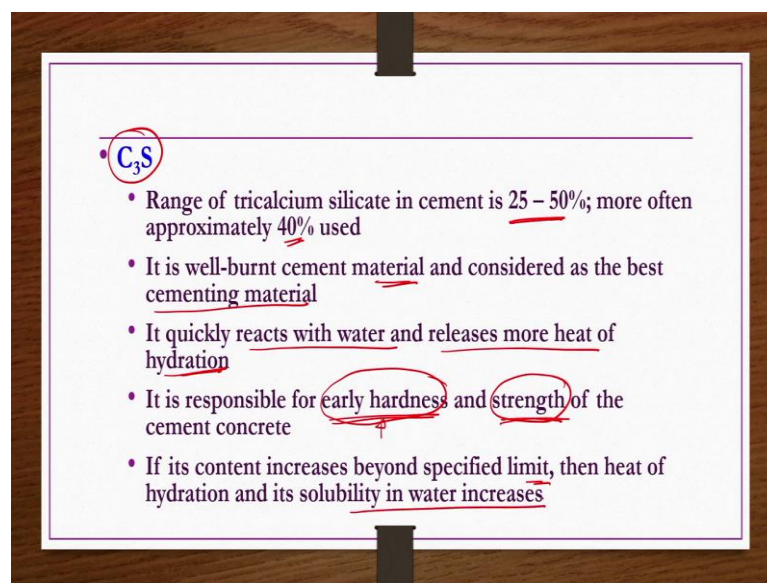 • C₃S
• Range of tricalcium silicate in cement is 25 – 50%; more often
approximately 40% used
• It is well-burnt cement material and considered as the best
cementing material
• It quickly reacts with water and releases more heat of
hydration
• It is responsible for early hardness and strength of the
cement concrete
• If its content increases beyond specified limit, then heat of
hydration and its solubility in water increases